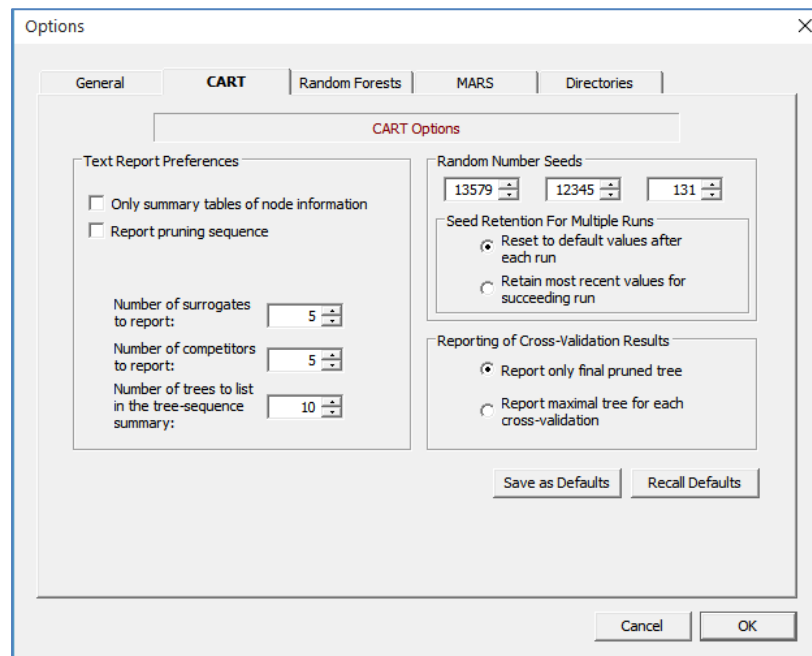 Options
General CART Random Forests MARS Directories
CART Options
Text Report Preferences
Only summary tables of node information
Report pruning sequence
Number of surrogates
to report:
5
Number of competitors
to report:
5
Number of trees to list
in the tree-sequence
summary:
10
Random Number Seeds
13579 12345 131
Seed Retention For Multiple Runs
Reset to default values after
each run
Retain most recent values for
succeeding run
Reporting of Cross-Validation Results
Report only final pruned tree
Report maximal tree for each
cross-validation
Save as Defaults Recall Defaults
Cancel OK